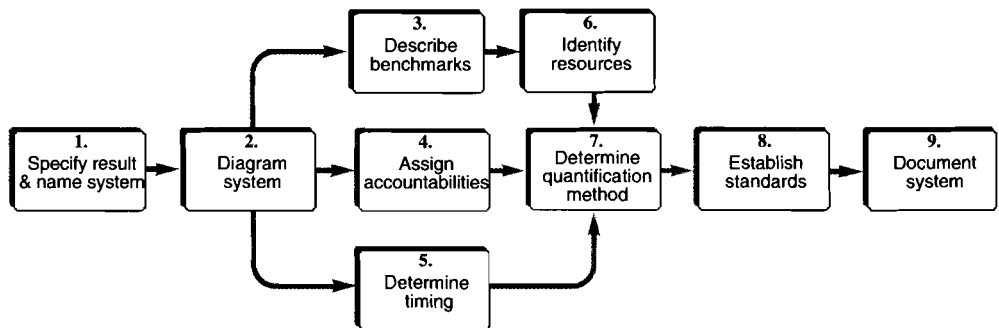 1.
Specify result
& name system
2.
Diagram
system
3.
Describe
benchmarks
4.
Assign
accountabilities
5.
Determine
timing
6.
Identify
resources
7.
Determine
quantification
method
8.
Establish
standards
9.
Document
system